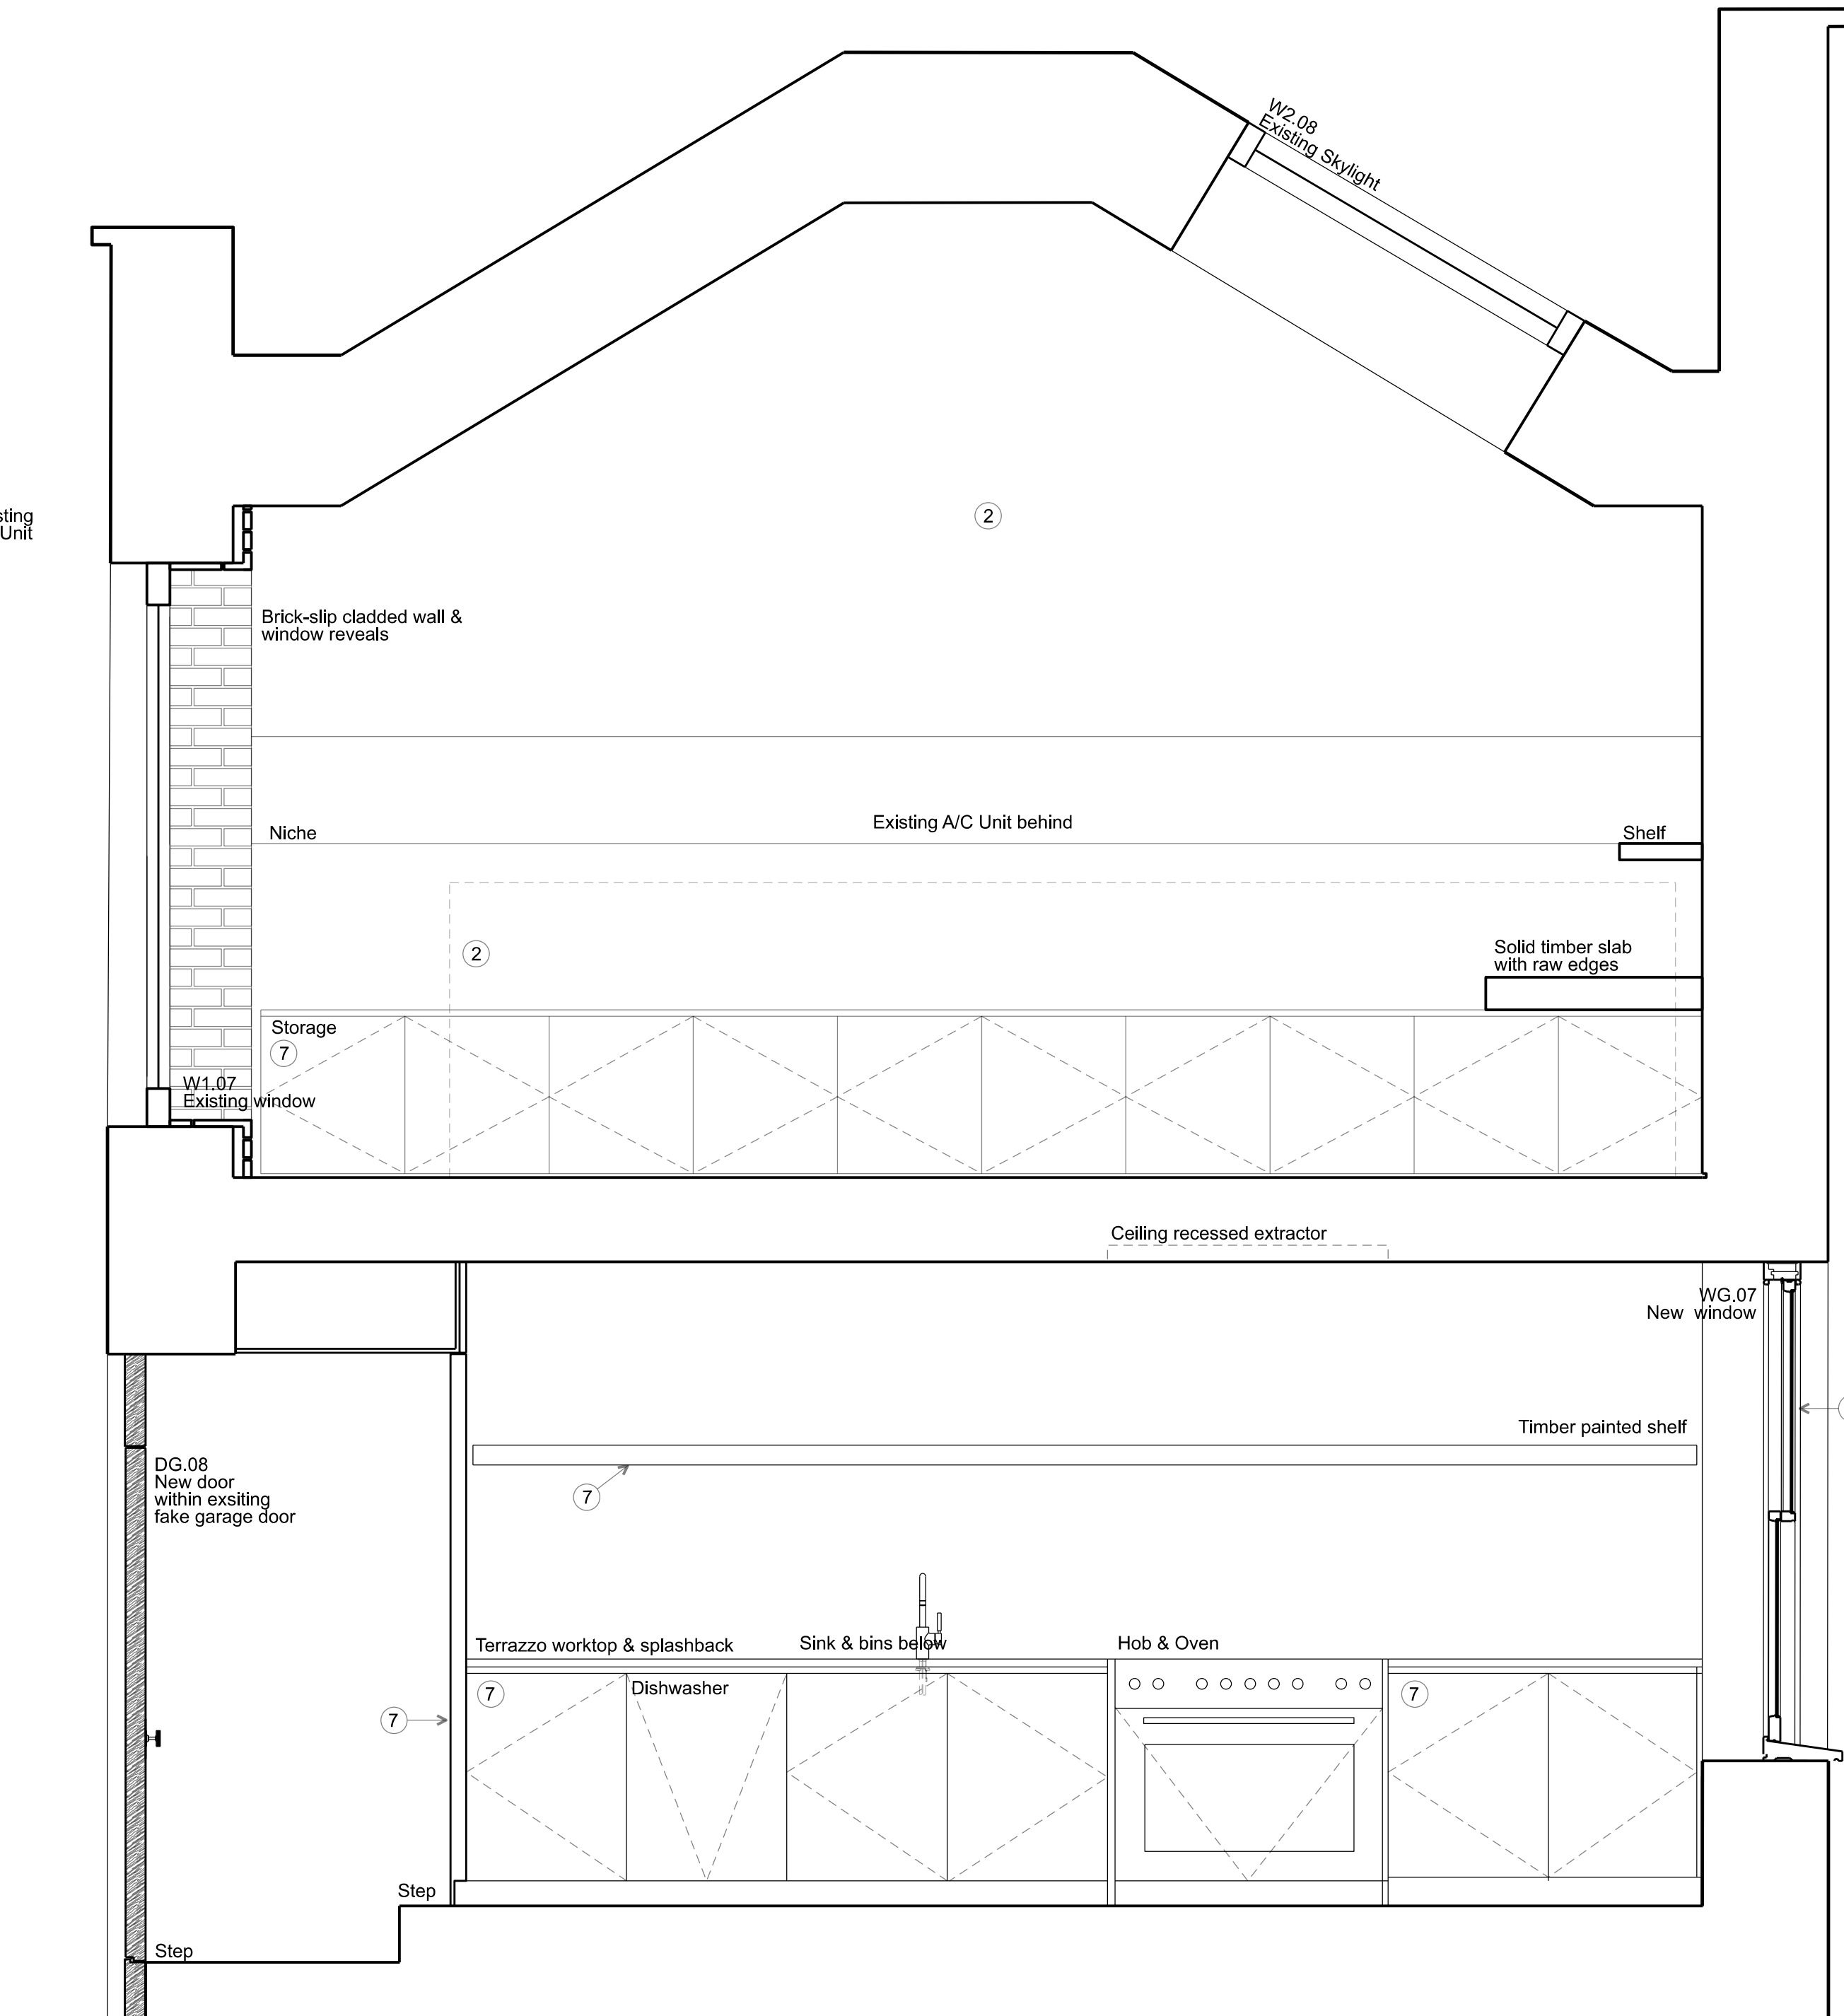 W2.08
Existing Skylight
2
Unit
Brick-slip cladded wall &
window reveals
Niche
Existing A/C Unit behind
Shelf
2
Solid timber slab
with raw edges
Storage
7
W1.07
Existing window
Ceiling recessed extractor
WG.07
New window
Timber painted shelf
7
DG.08
New door
within exsiting
fake garage door
Terrazzo worktop & splashback
Sink & bins below
Hob & Oven
7
Dishwasher
7
7
Step
Step